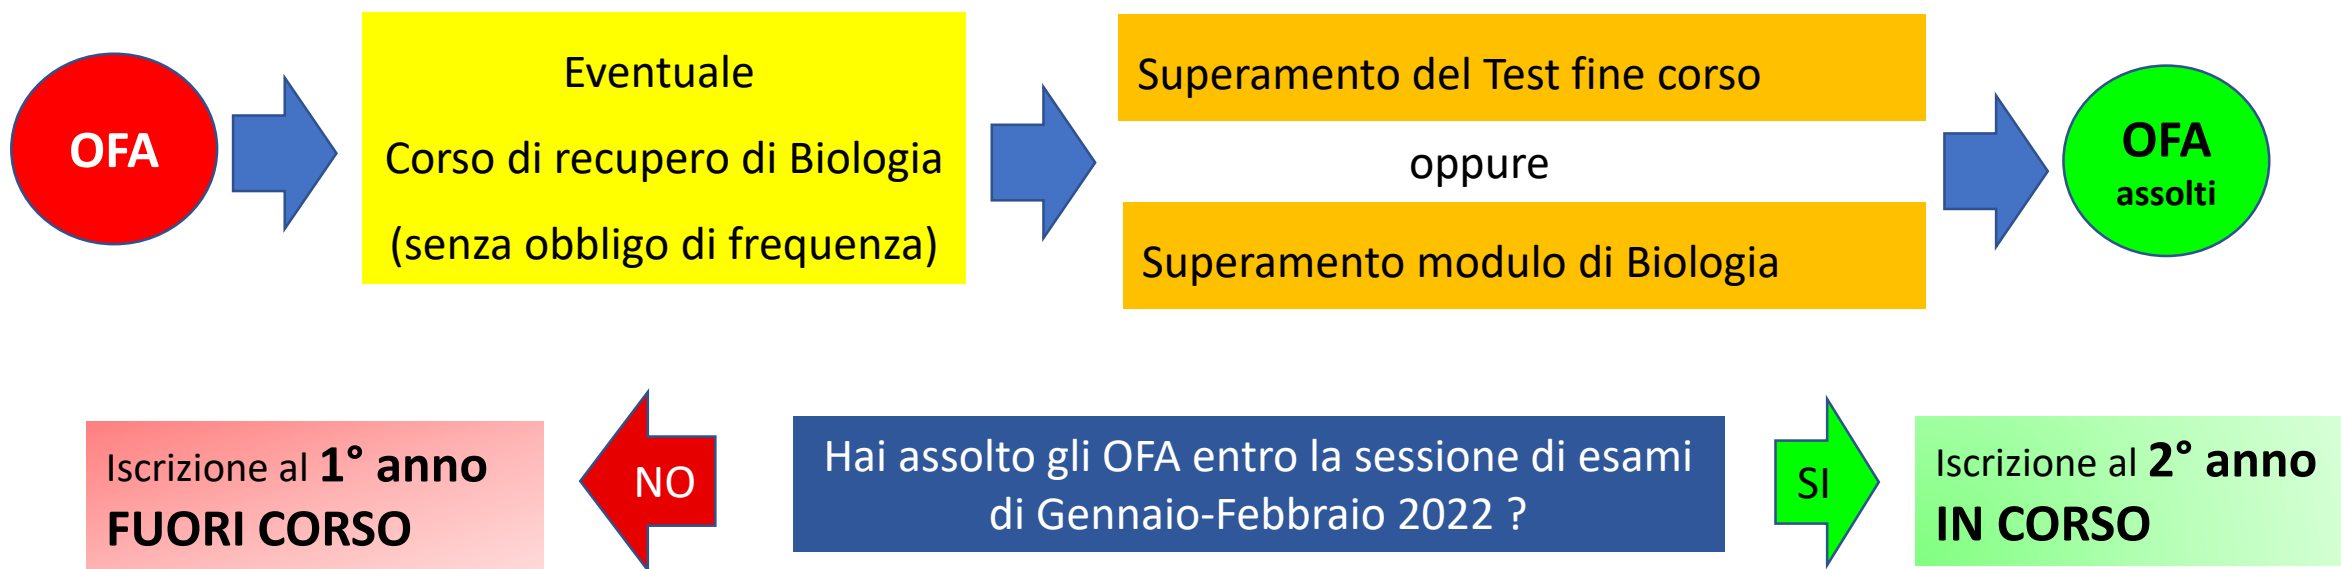 OFA
Eventuale
Corso di recupero di Biologia
(senza obbligo di frequenza)
Superamento del Test fine corso
oppure
Superamento modulo di Biologia
OFA
assolti
Iscrizione al 1° anno
FUORI CORSO
NO
Hai assolto gli OFA entro la sessione di esami
di Gennaio-Febbraio 2022 ?
SI
Iscrizione al 2° anno
IN CORSO